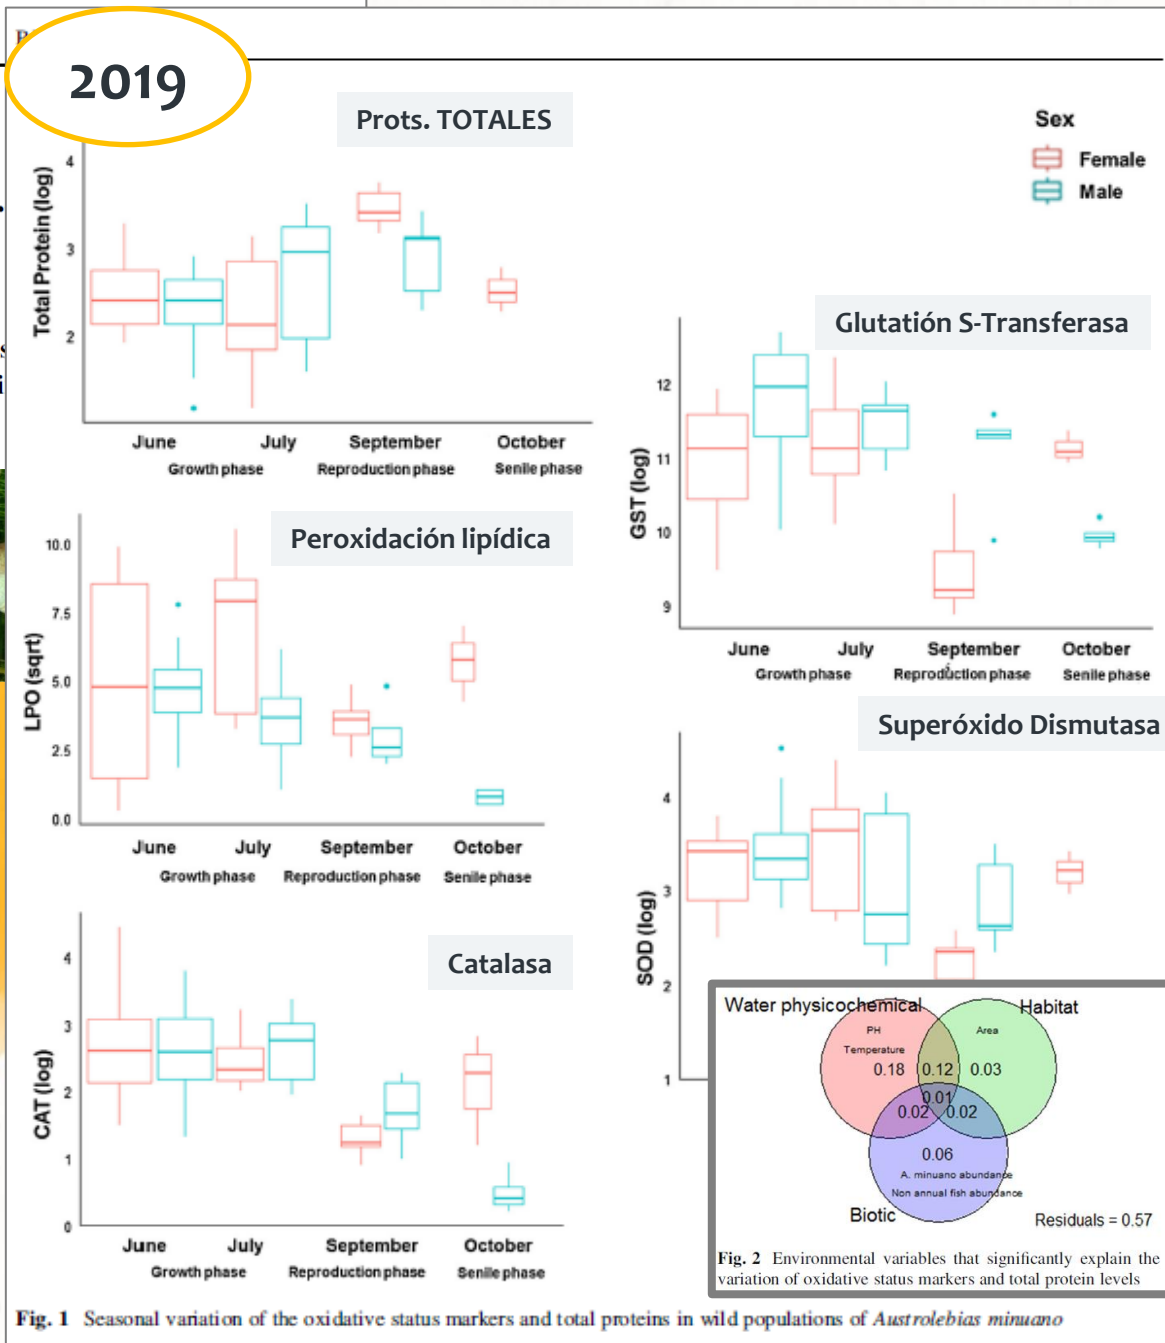 2019
Prots. TOTALES
Sex
Female
Male
Total Protein (log)
4
3
2
June
July
September
October
Growth phase
Reproduction phase
Senile phase
Glutatión S-Transferasa
GST (log)
12
11
10
9
June
July
September
October
Growth phase
Reproduction phase
Senile phase
Peroxidación lipídica
LPO (sqrt)
10.0
7.5
5.0
2.5
0.0
June
July
September
October
Growth phase
Reproduction phase
Senile phase
Superóxido Dismutasa
SOD (log)
4
3
2
1
Catalasa
CAT (log)
4
3
2
1
0
June
July
September
October
Growth phase
Reproduction phase
Senile phase
Water physicochemical
Habitat
PH
Area
Temperature
0.18
0.12
0.03
0.01
0.02
0.02
0.06
A. minuano abundance
Non annual fish abundance
Biotic
Residuals = 0.57
Fig. 2 Environmental variables that significantly explain the
variation of oxidative status markers and total protein levels
Fig. 1 Seasonal variation of the oxidative status markers and total proteins in wild populations of Austrolebias minuano